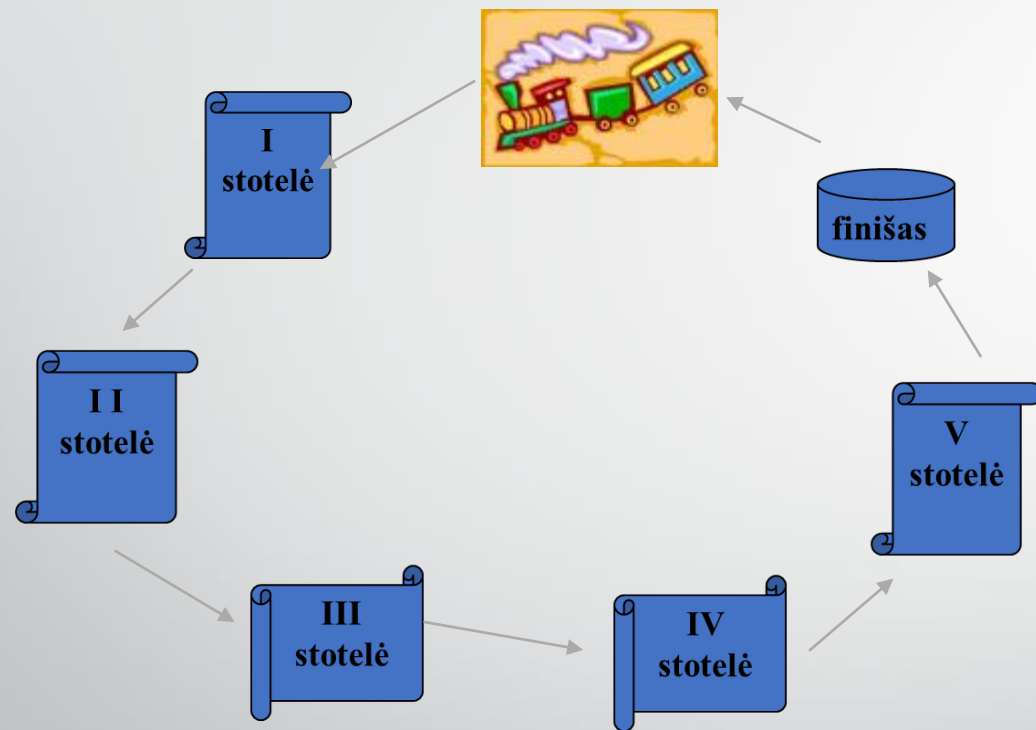 I
stotelė
I I
stotelė
III
stotelė
IV
stotelė
V
stotelė
finišas